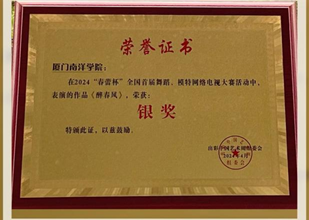 荣誉证书
厦门南洋学院:
在2024“春蕾杯”全国首届舞蹈、模特网络电视大赛活动中,
表演的作品《醉春风》,荣获:
银奖
特颁此证,以兹鼓励。